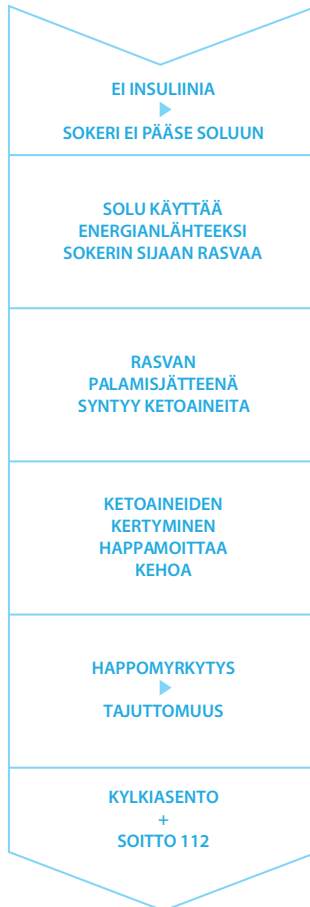 EI INSULIINIA
SOKERI EI PÄÄSE SOLUUN
SOLU KÄYTTÄÄ
ENERGIANLÄHTEEKSI
SOKERIN SIJAAN RASVAA
RASVAN
PALAMISJÄTTEENÄ
SYNTYY KETOAINEITA
KETOAINEIDEN
KERTYMINEN
HAPPAMOITTAA
KEHOA
HAPPOMYRKYTYS
TAJUTTOMUUS
KYLKIASENTO
+
SOITTO 112